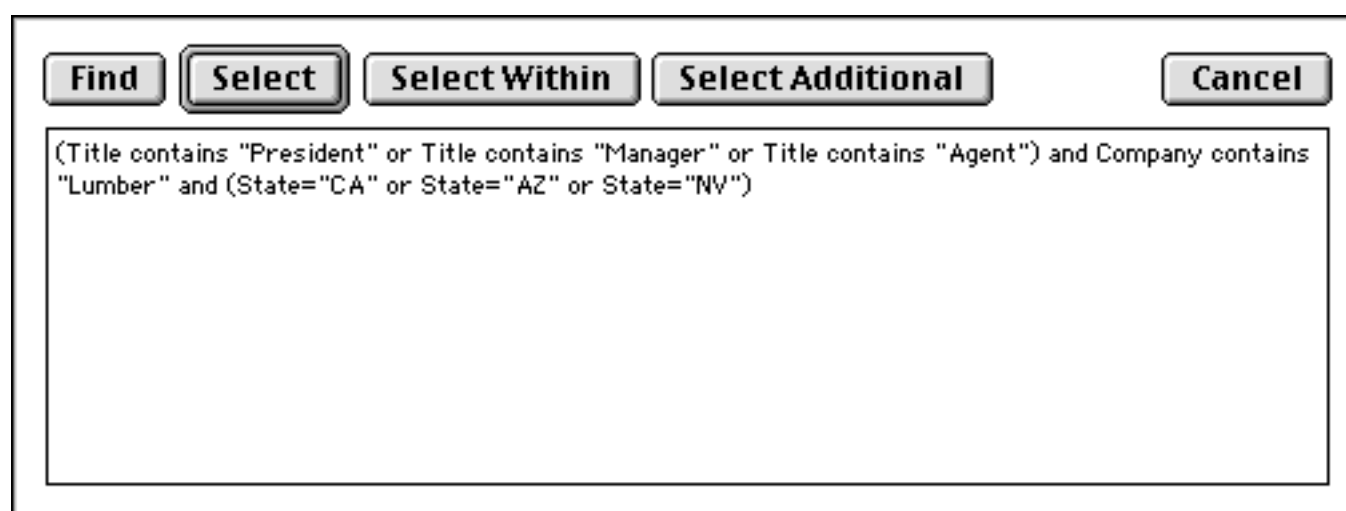 Find Select Select Within Select Additional Cancel
(Title contains "President" or Title contains "Manager" or Title contains "Agent") and Company contains
"Lumber" and (State="CA" or State="AZ" or State="NV")